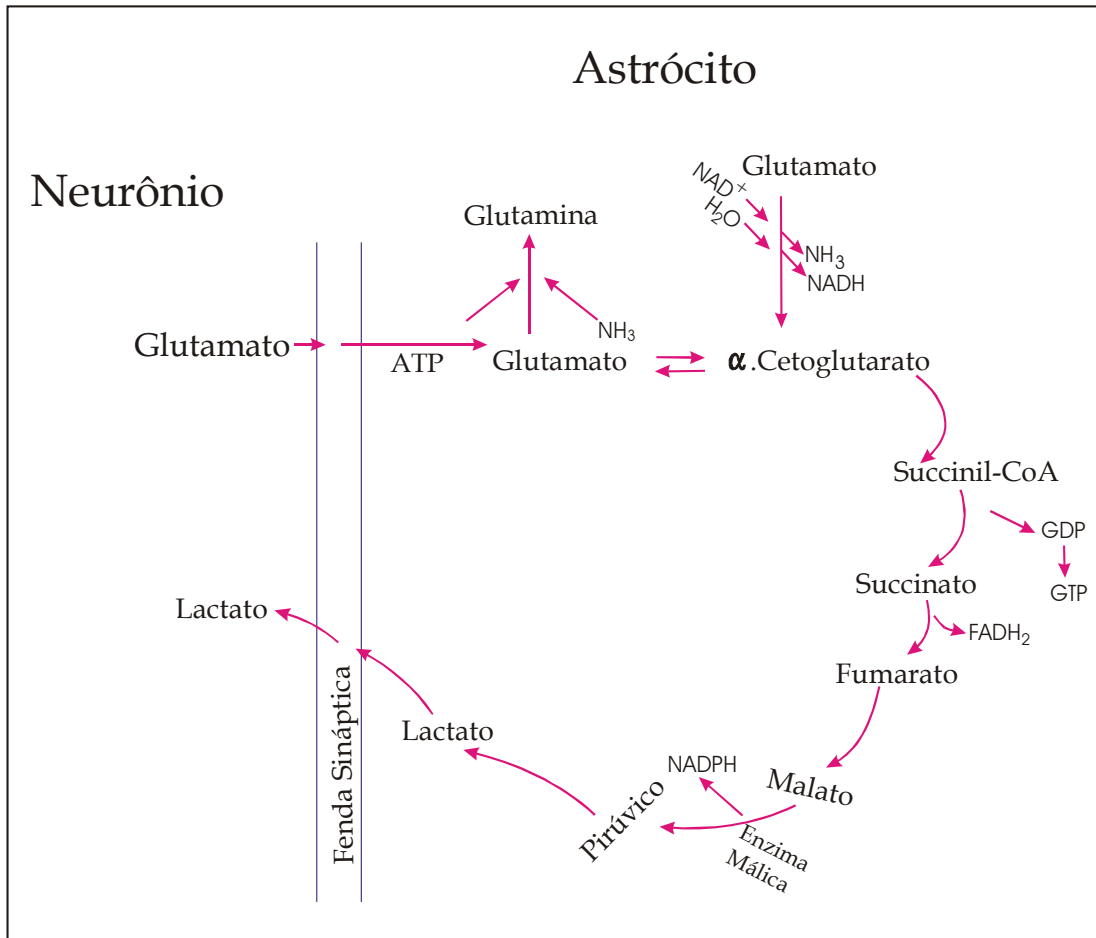 Astrócito
Neurônio
Glutamato
NAD+
H2O
NH3
NADH
Glutamina
NH3
Glutamato
ATP
Glutamato
α.Cetoglutarato
Succinil-CoA
GDP
GTP
Succinato
FADH2
Fumarato
Malato
Enzima
Málica
NADPH
Pirúvico
Lactato
Lactato
Fenda Sináptica